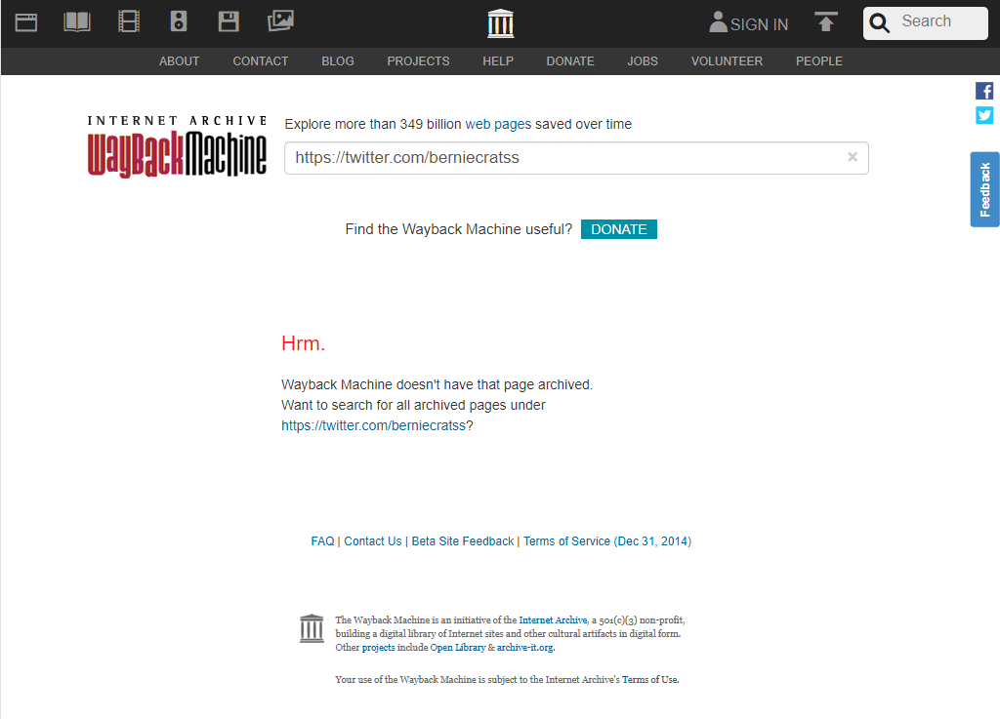 SIGN IN
Search
ABOUT CONTACT BLOG PROJECTS HELP DONATE JOBS VOLUNTEER PEOPLE
INTERNET ARCHIVE
WayBackMachine
Explore more than 349 billion web pages saved over time
https://twitter.com/berniecratss ×
Feedback
Find the Wayback Machine useful? DONATE
Hrm.
Wayback Machine doesn't have that page archived.
Want to search for all archived pages under
https://twitter.com/berniecratss?
FAQ | Contact Us | Beta Site Feedback | Terms of Service (Dec 31, 2014)
The Wayback Machine is an initiative of the Internet Archive, a 501(c)(3) non-profit,
building a digital library of Internet sites and other cultural artifacts in digital form.
Other projects include Open Library & archive-it.org.
Your use of the Wayback Machine is subject to the Internet Archive's Terms of Use.